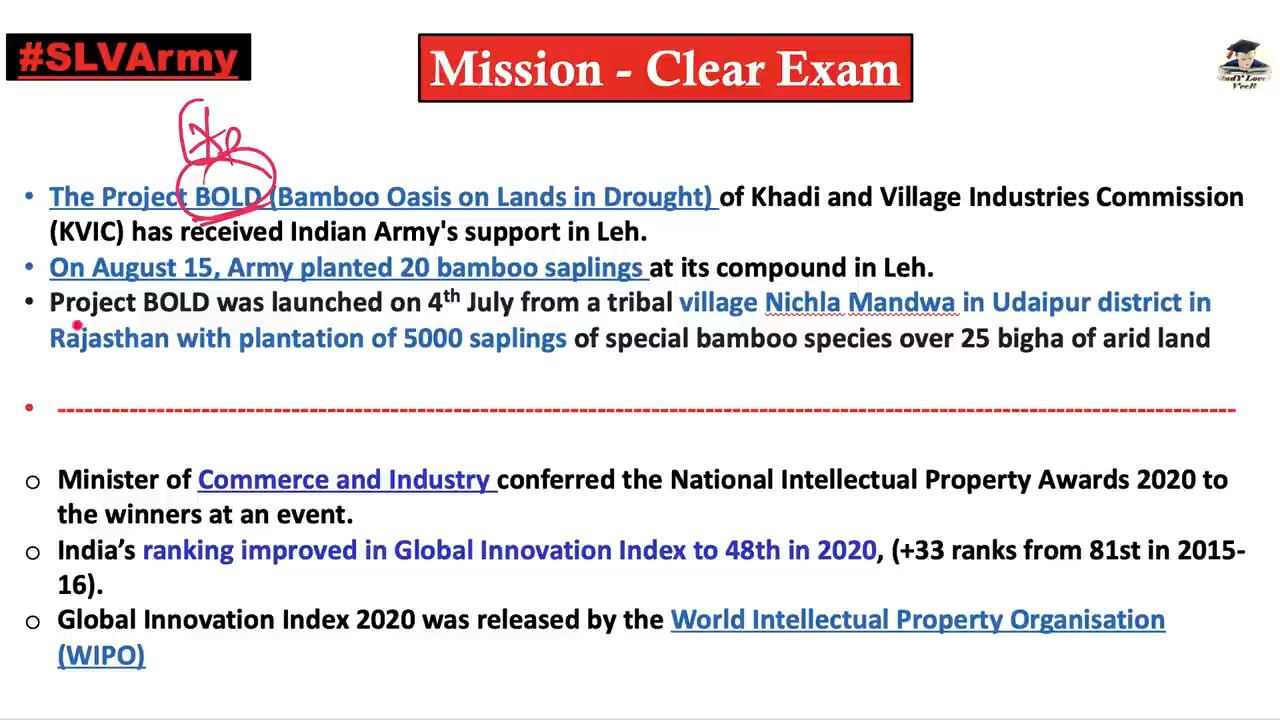 #SLVArmy
Mission - Clear Exam
StudY LoveR
VeeR
• The Project BOLD (Bamboo Oasis on Lands in Drought) of Khadi and Village Industries Commission
(KVIC) has received Indian Army's support in Leh.
• On August 15, Army planted 20 bamboo saplings at its compound in Leh.
• Project BOLD was launched on 4th July from a tribal village Nichla Mandwa in Udaipur district in
Rajasthan with plantation of 5000 saplings of special bamboo species over 25 bigha of arid land
• ----------------------------------------------------------------------------------------------------------------------------------
o Minister of Commerce and Industry conferred the National Intellectual Property Awards 2020 to
the winners at an event.
o India’s ranking improved in Global Innovation Index to 48th in 2020, (+33 ranks from 81st in 2015-
16).
o Global Innovation Index 2020 was released by the World Intellectual Property Organisation
(WIPO)